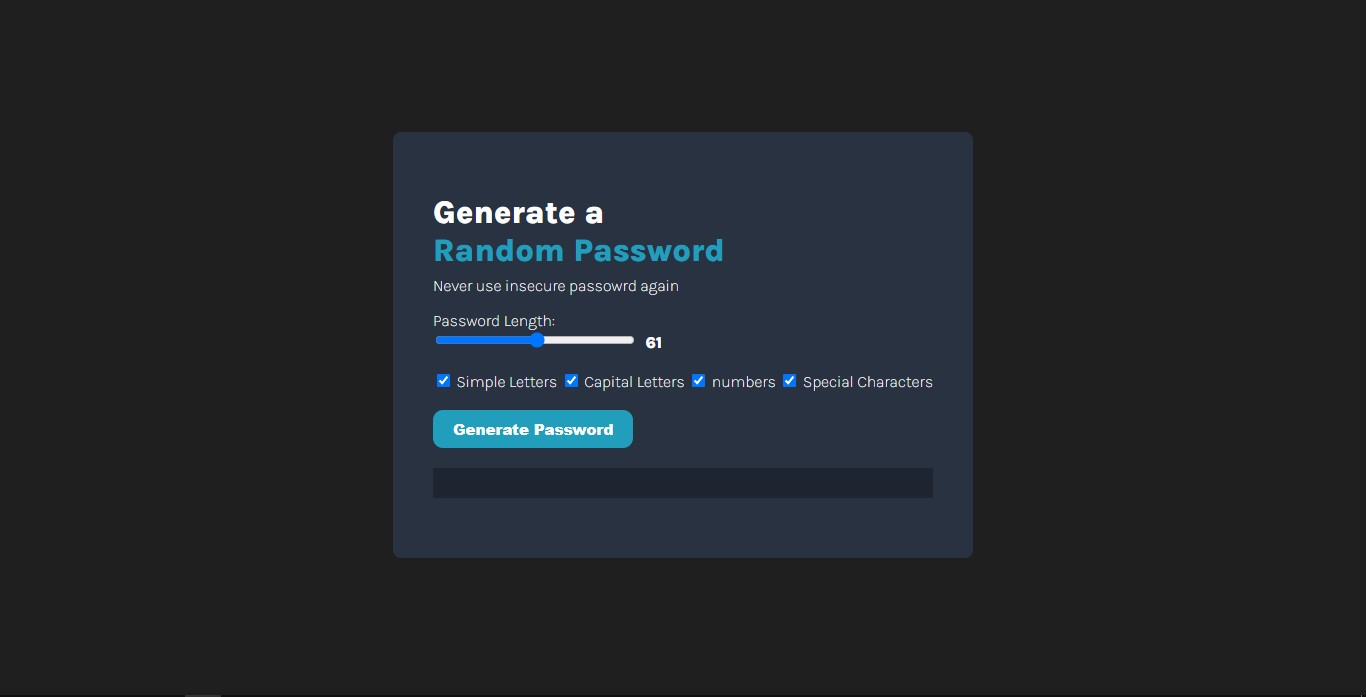 Generate a
Random Password
Never use insecure passowrd again
Password Length:
61
Simple Letters Capital Letters numbers Special Characters
Generate Password